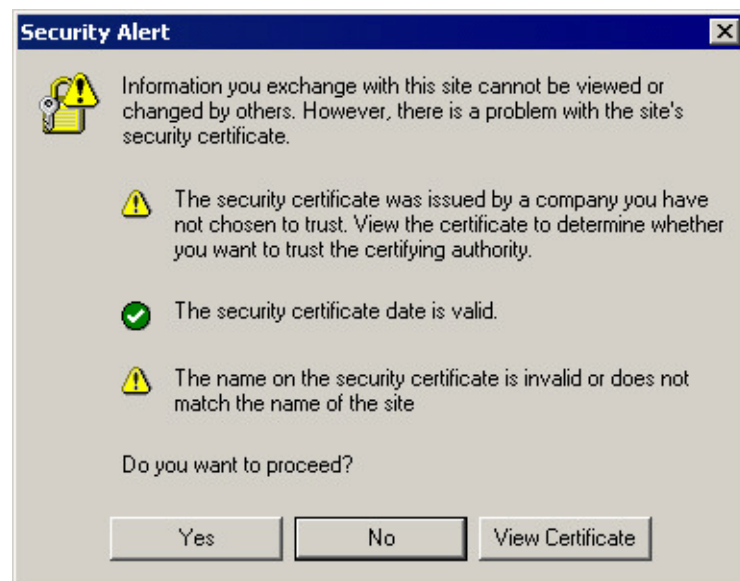 Security Alert
Information you exchange with this site cannot be viewed or
changed by others. However, there is a problem with the site's
security certificate.
The security certificate was issued by a company you have
not chosen to trust. View the certificate to determine whether
you want to trust the certifying authority.
The security certificate date is valid.
The name on the security certificate is invalid or does not
match the name of the site
Do you want to proceed?
Yes No View Certificate